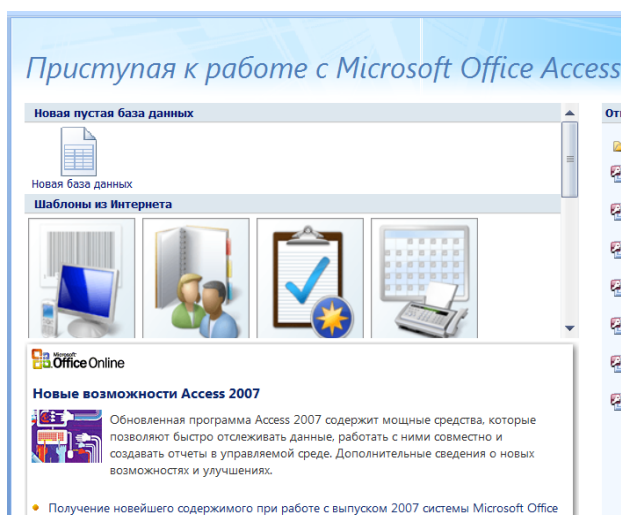 Приступая к работе с Microsoft Office Access
Новая пустая база данных
Новая база данных
Шаблоны из Интернета
Microsoft
Office Online
Новые возможности Access 2007
Обновленная программа Access 2007 содержит мощные средства, которые
позволяют быстро отслеживать данные, работать с ними совместно и
создавать отчеты в управляемой среде. Дополнительные сведения о новых
возможностях и улучшениях.
Получение новейшего содержимого при работе с выпуском 2007 системы Microsoft Office